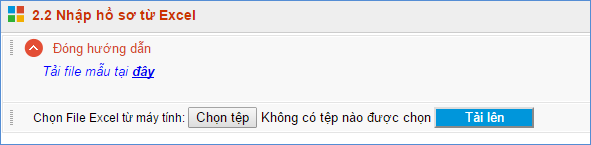 2.2 Nhập hồ sơ từ Excel
Đóng hướng dẫn
Tải file mẫu tại đây
Chọn File Excel từ máy tính: Chọn tệp Không có tệp nào được chọn Tải lên